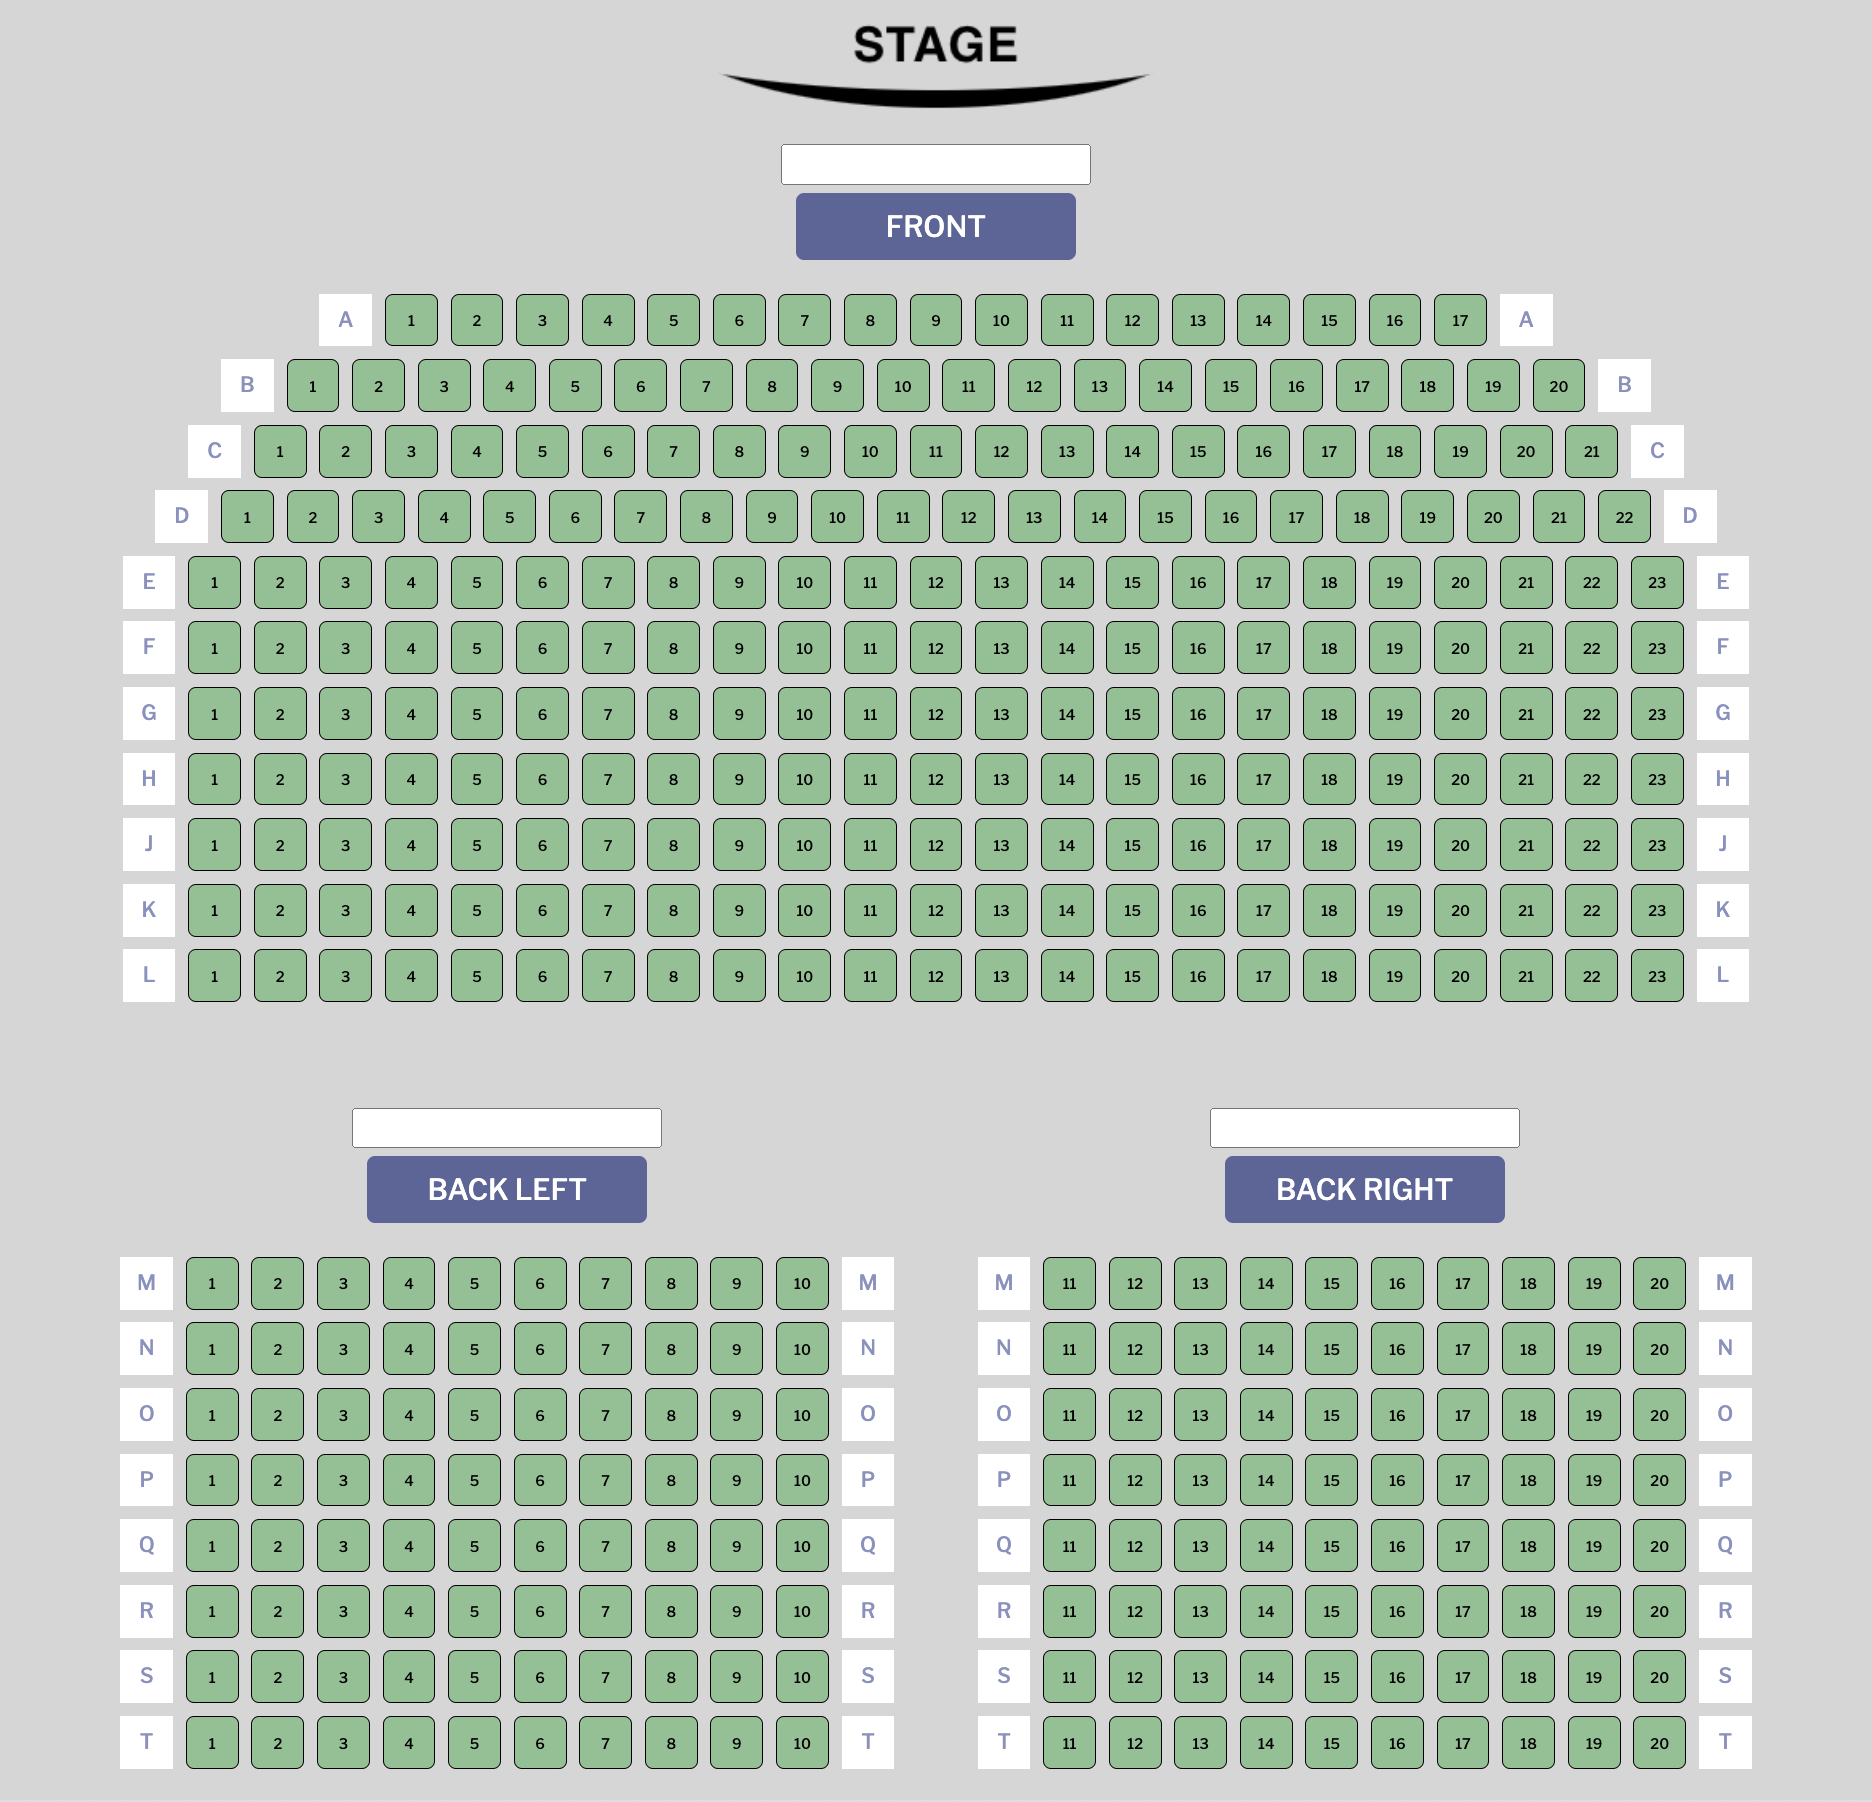 STAGE
FRONT
A 1 2 3 4 5 6 7 8 9 10 11 12 13 14 15 16 17 A
B 1 2 3 4 5 6 7 8 9 10 11 12 13 14 15 16 17 18 19 20 B
C 1 2 3 4 5 6 7 8 9 10 11 12 13 14 15 16 17 18 19 20 21 C
D 1 2 3 4 5 6 7 8 9 10 11 12 13 14 15 16 17 18 19 20 21 22 D
E 1 2 3 4 5 6 7 8 9 10 11 12 13 14 15 16 17 18 19 20 21 22 23 E
F 1 2 3 4 5 6 7 8 9 10 11 12 13 14 15 16 17 18 19 20 21 22 23 F
G 1 2 3 4 5 6 7 8 9 10 11 12 13 14 15 16 17 18 19 20 21 22 23 G
H 1 2 3 4 5 6 7 8 9 10 11 12 13 14 15 16 17 18 19 20 21 22 23 H
J 1 2 3 4 5 6 7 8 9 10 11 12 13 14 15 16 17 18 19 20 21 22 23 J
K 1 2 3 4 5 6 7 8 9 10 11 12 13 14 15 16 17 18 19 20 21 22 23 K
L 1 2 3 4 5 6 7 8 9 10 11 12 13 14 15 16 17 18 19 20 21 22 23 L
BACK LEFT
M 1 2 3 4 5 6 7 8 9 10 M
N 1 2 3 4 5 6 7 8 9 10 N
O 1 2 3 4 5 6 7 8 9 10 O
P 1 2 3 4 5 6 7 8 9 10 P
Q 1 2 3 4 5 6 7 8 9 10 Q
R 1 2 3 4 5 6 7 8 9 10 R
S 1 2 3 4 5 6 7 8 9 10 S
T 1 2 3 4 5 6 7 8 9 10 T
BACK RIGHT
M 11 12 13 14 15 16 17 18 19 20 M
N 11 12 13 14 15 16 17 18 19 20 N
O 11 12 13 14 15 16 17 18 19 20 O
P 11 12 13 14 15 16 17 18 19 20 P
Q 11 12 13 14 15 16 17 18 19 20 Q
R 11 12 13 14 15 16 17 18 19 20 R
S 11 12 13 14 15 16 17 18 19 20 S
T 11 12 13 14 15 16 17 18 19 20 T